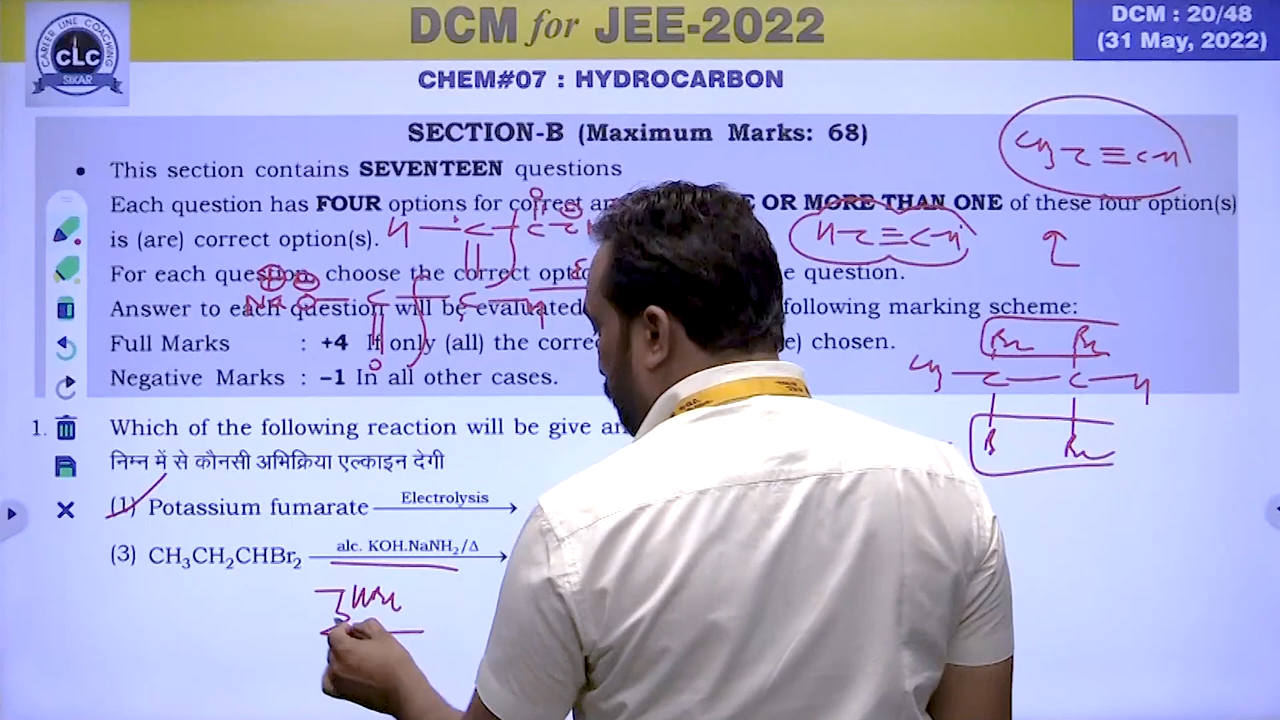 DCM for JEE-2022
DCM : 20/48
(31 May, 2022)
CAREER LINE COACHING
CLC
SIKAR
CHEM#07 : HYDROCARBON
SECTION-B (Maximum Marks: 68)
• This section contains SEVENTEEN questions
Each question has FOUR options for correct OR MORE THAN ONE of these four option(s)
is (are) correct option(s).
For each question, choose the correct question.
Answer to each question will be evaluated following marking scheme:
Full Marks : +4 If only (all) the chosen.
Negative Marks : –1 In all other cases.
1. Which of the following reaction will be give
निम्न में से कौनसी अभिक्रिया एल्काइन देगी
(1) Potassium fumarate Electrolysis
(3) CH₃CH₂CHBr₂ alc. KOH.NaNH₂/Δ